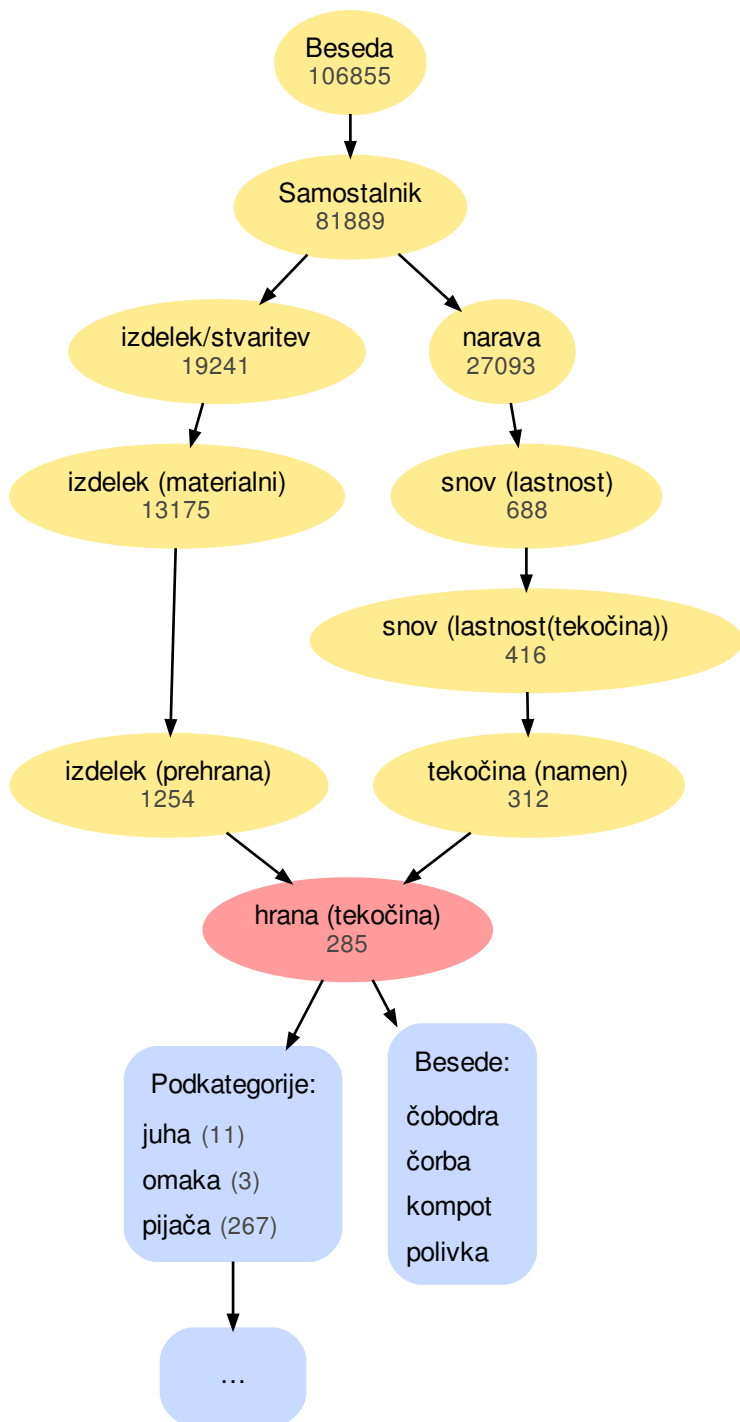 Beseda
106855
Samostalnik
81889
izdelek/stvaritev
19241
narava
27093
izdelek (materialni)
13175
snov (lastnost)
688
snov (lastnost(tekočina))
416
izdelek (prehrana)
1254
tekočina (namen)
312
hrana (tekočina)
285
Podkategorije:
juha (11)
omaka (3)
pijača (267)
Besede:
čobodra
čorba
kompot
polivka
…